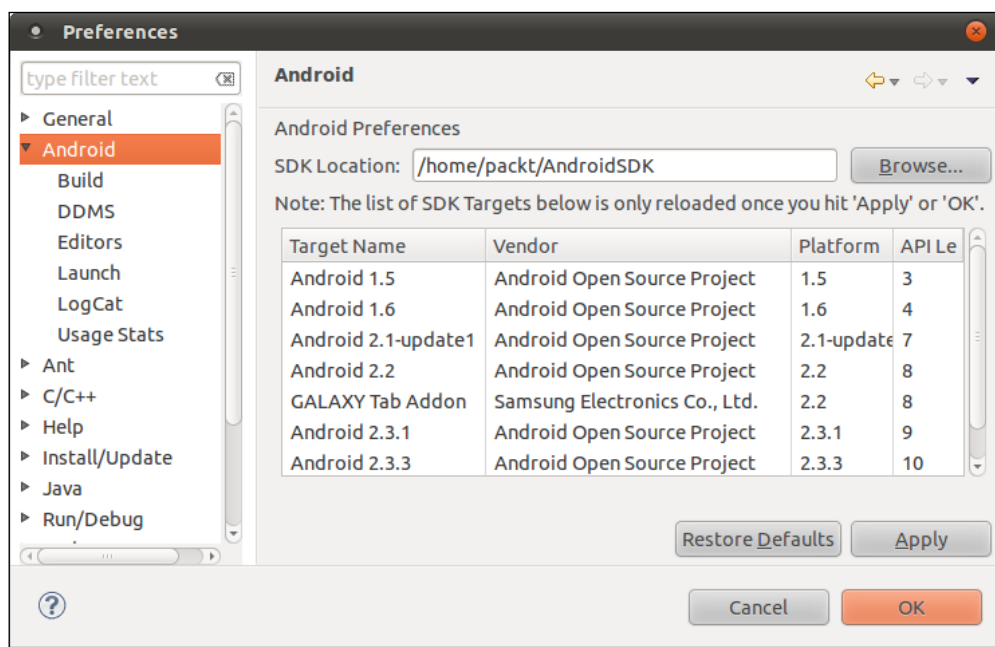 Preferences
type filter text
General
Android
Build
DDMS
Editors
Launch
LogCat
Usage Stats
Ant
C/C++
Help
Install/Update
Java
Run/Debug
Android
Android Preferences
SDK Location: /home/packt/AndroidSDK Browse...
Note: The list of SDK Targets below is only reloaded once you hit 'Apply' or 'OK'.
Target Name Vendor Platform API Le
Android 1.5 Android Open Source Project 1.5 3
Android 1.6 Android Open Source Project 1.6 4
Android 2.1-update1 Android Open Source Project 2.1-update 7
Android 2.2 Android Open Source Project 2.2 8
GALAXY Tab Addon Samsung Electronics Co., Ltd. 2.2 8
Android 2.3.1 Android Open Source Project 2.3.1 9
Android 2.3.3 Android Open Source Project 2.3.3 10
Restore Defaults Apply
Cancel OK